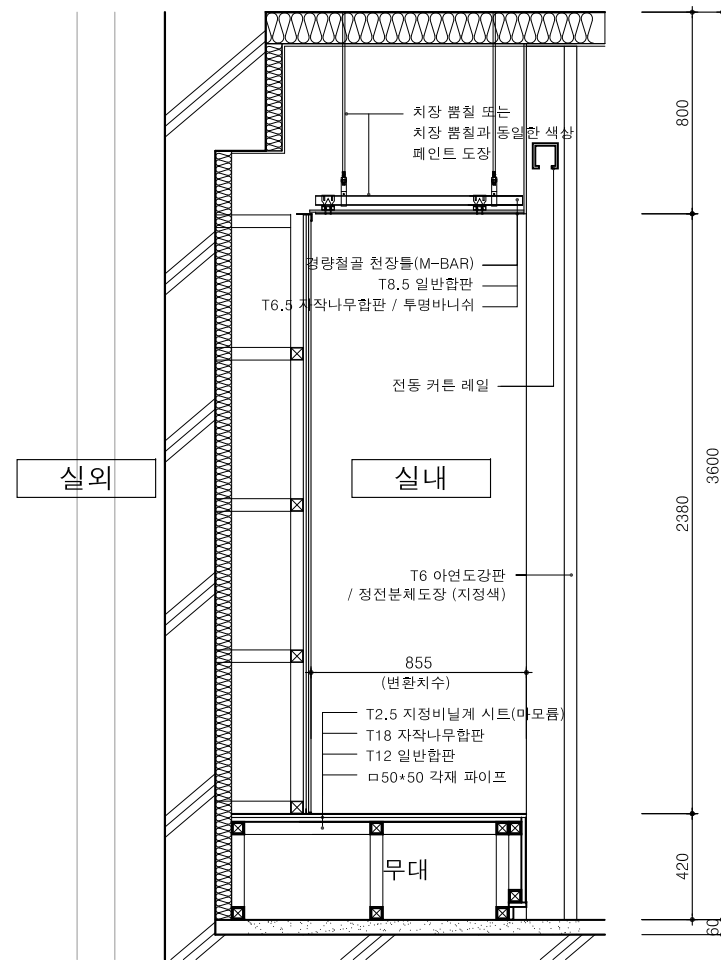 치장 뿜칠 또는
치장 뿜칠과 동일한 색상
페인트 도장
800
경량철골 천장틀(M-BAR)
T8.5 일반합판
T6.5 자작나무합판 / 투명바니쉬
전동 커튼 레일
실외
실내
3600
2380
T6 아연도강판
/ 정전분체도장 (지정색)
855
(변환치수)
T2.5 지정비닐계 시트(마모륨)
T18 자작나무합판
T12 일반합판
ㅁ50*50 각재 파이프
무대
420
60